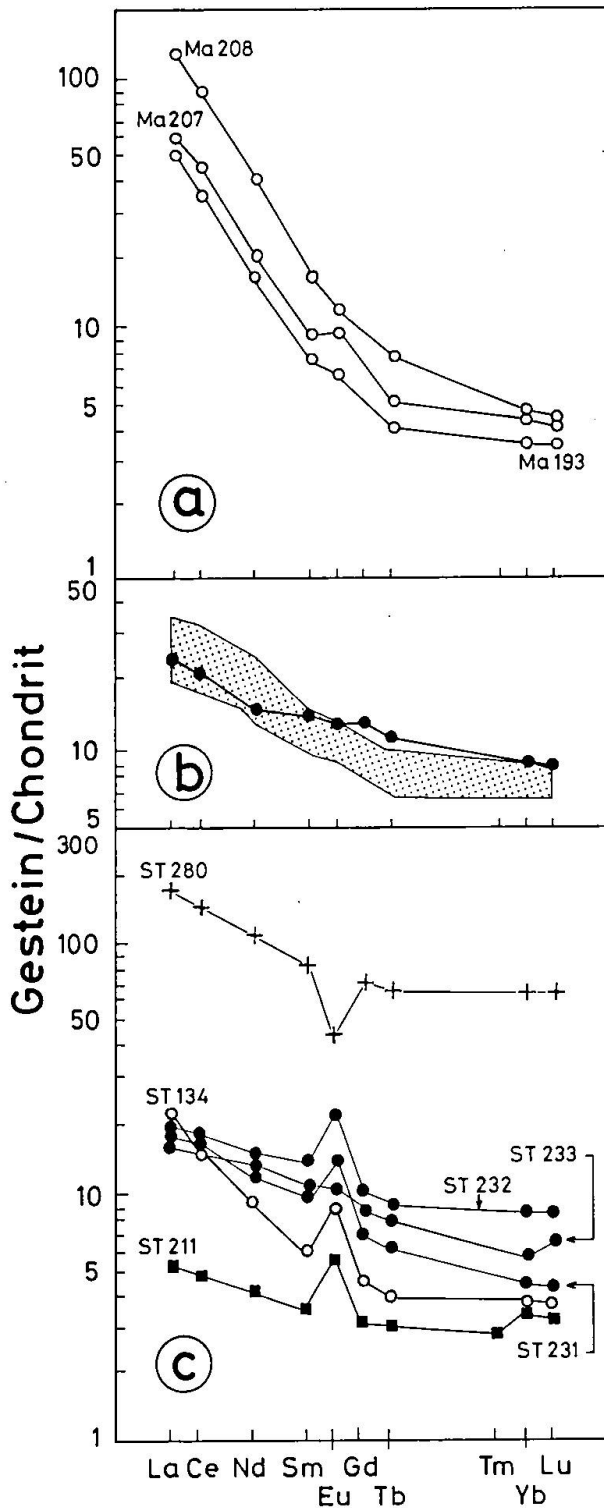 Gestein/Chondrit
100
50
10
5
1
Ma 208
Ma 207
Ma 193
a
50
10
5
b
300
100
50
10
5
1
ST 280
ST 134
ST 211
ST 233
ST 232
ST 231
c
La Ce Nd Sm Eu Gd Tb Tm Yb Lu